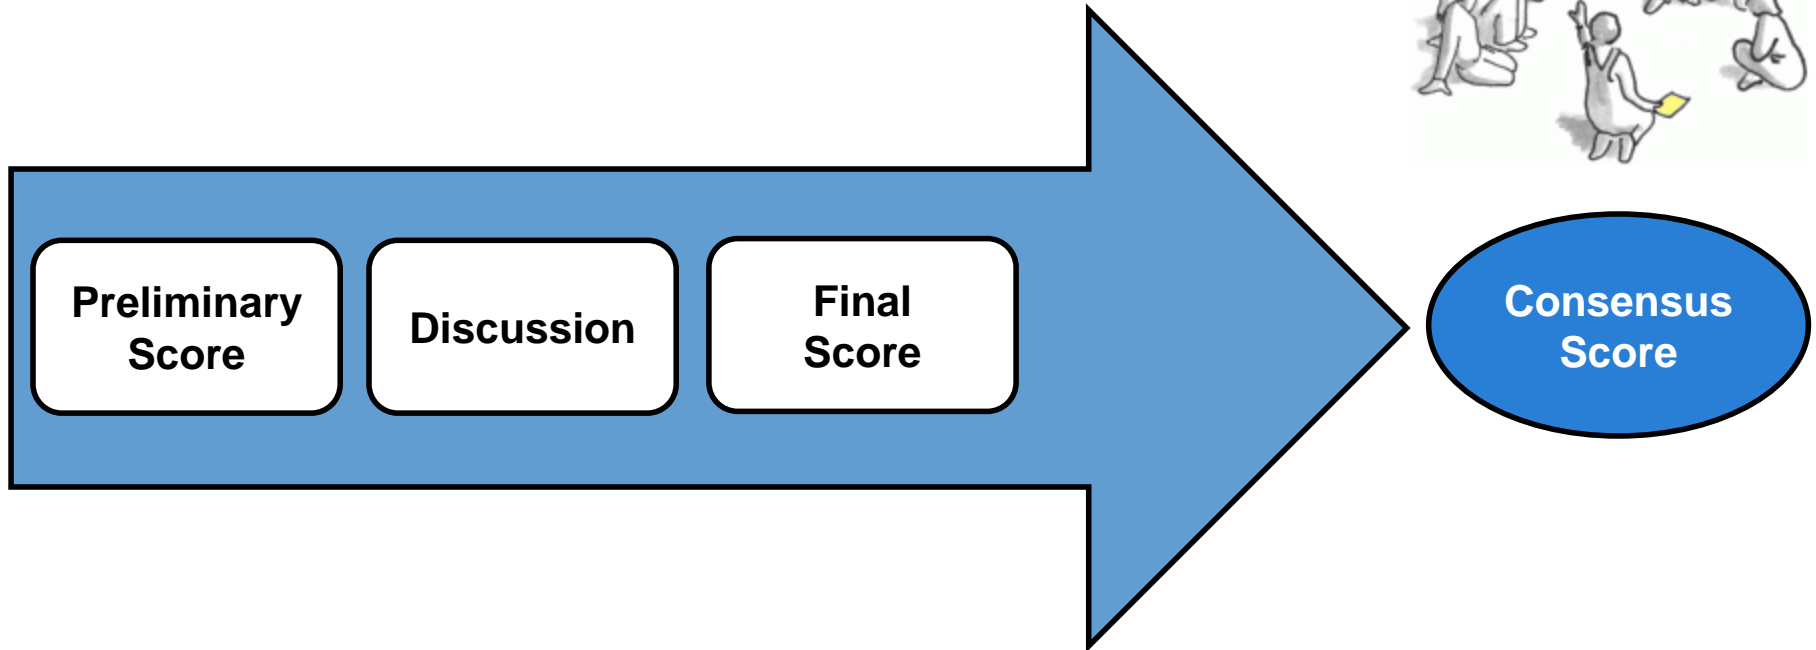 Preliminary
Score
Discussion
Final
Score
Consensus
Score